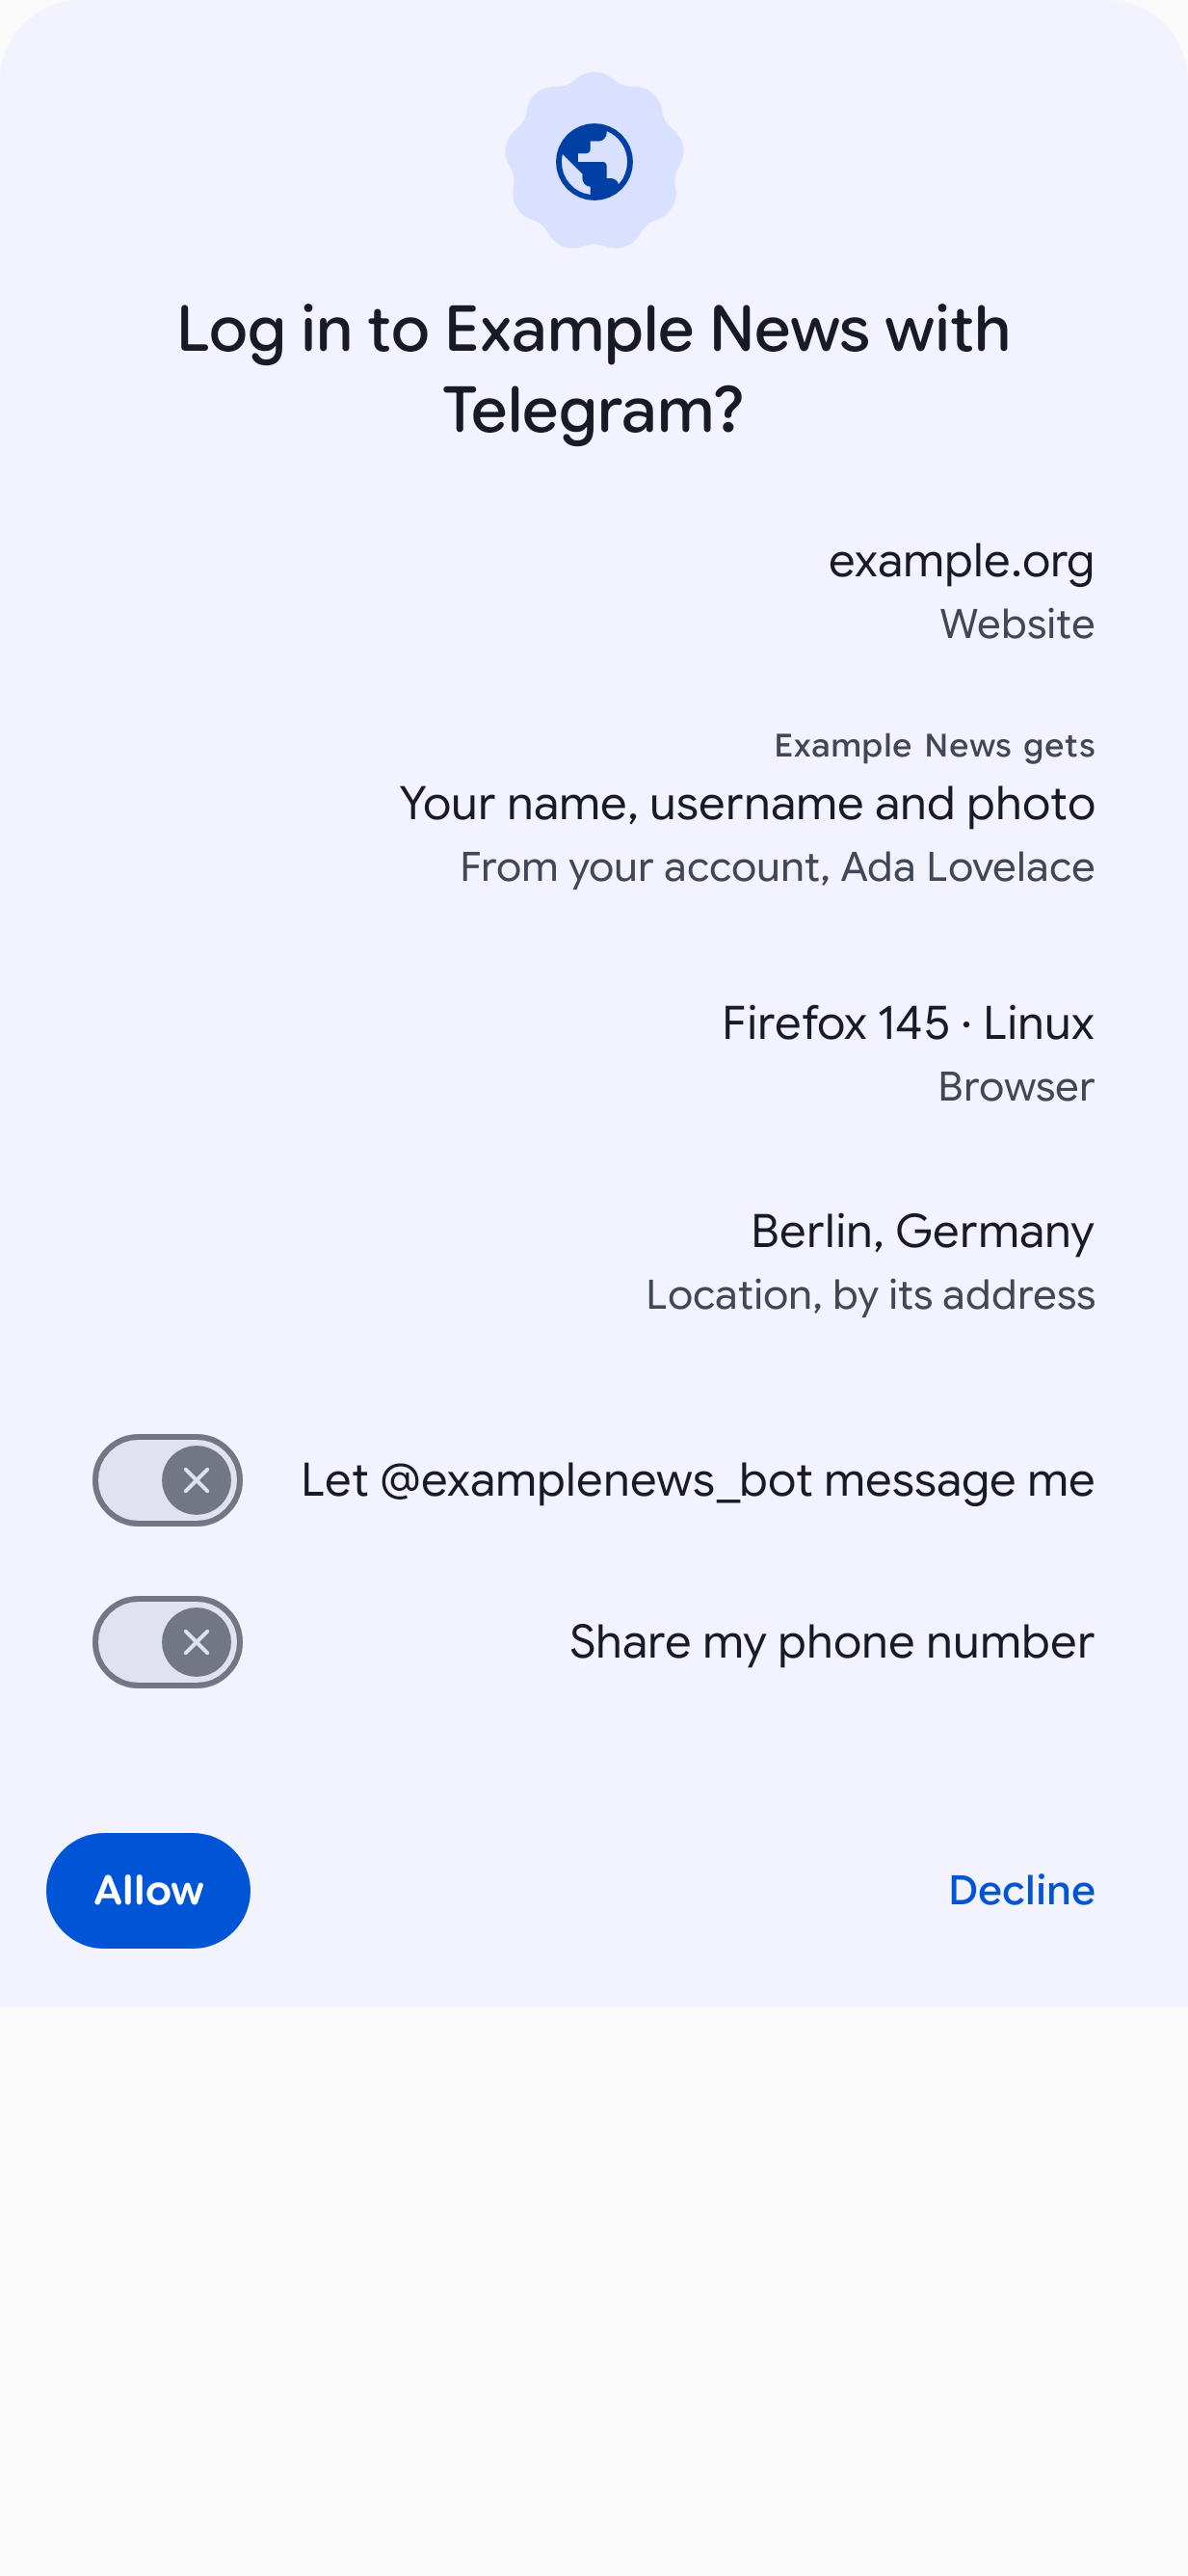 Log in to Example News with
Telegram?
example.org
Website
Example News gets
Your name, username and photo
From your account, Ada Lovelace
Firefox 145 · Linux
Browser
Berlin, Germany
Location, by its address
Let @examplenews_bot message me
Share my phone number
Allow
Decline